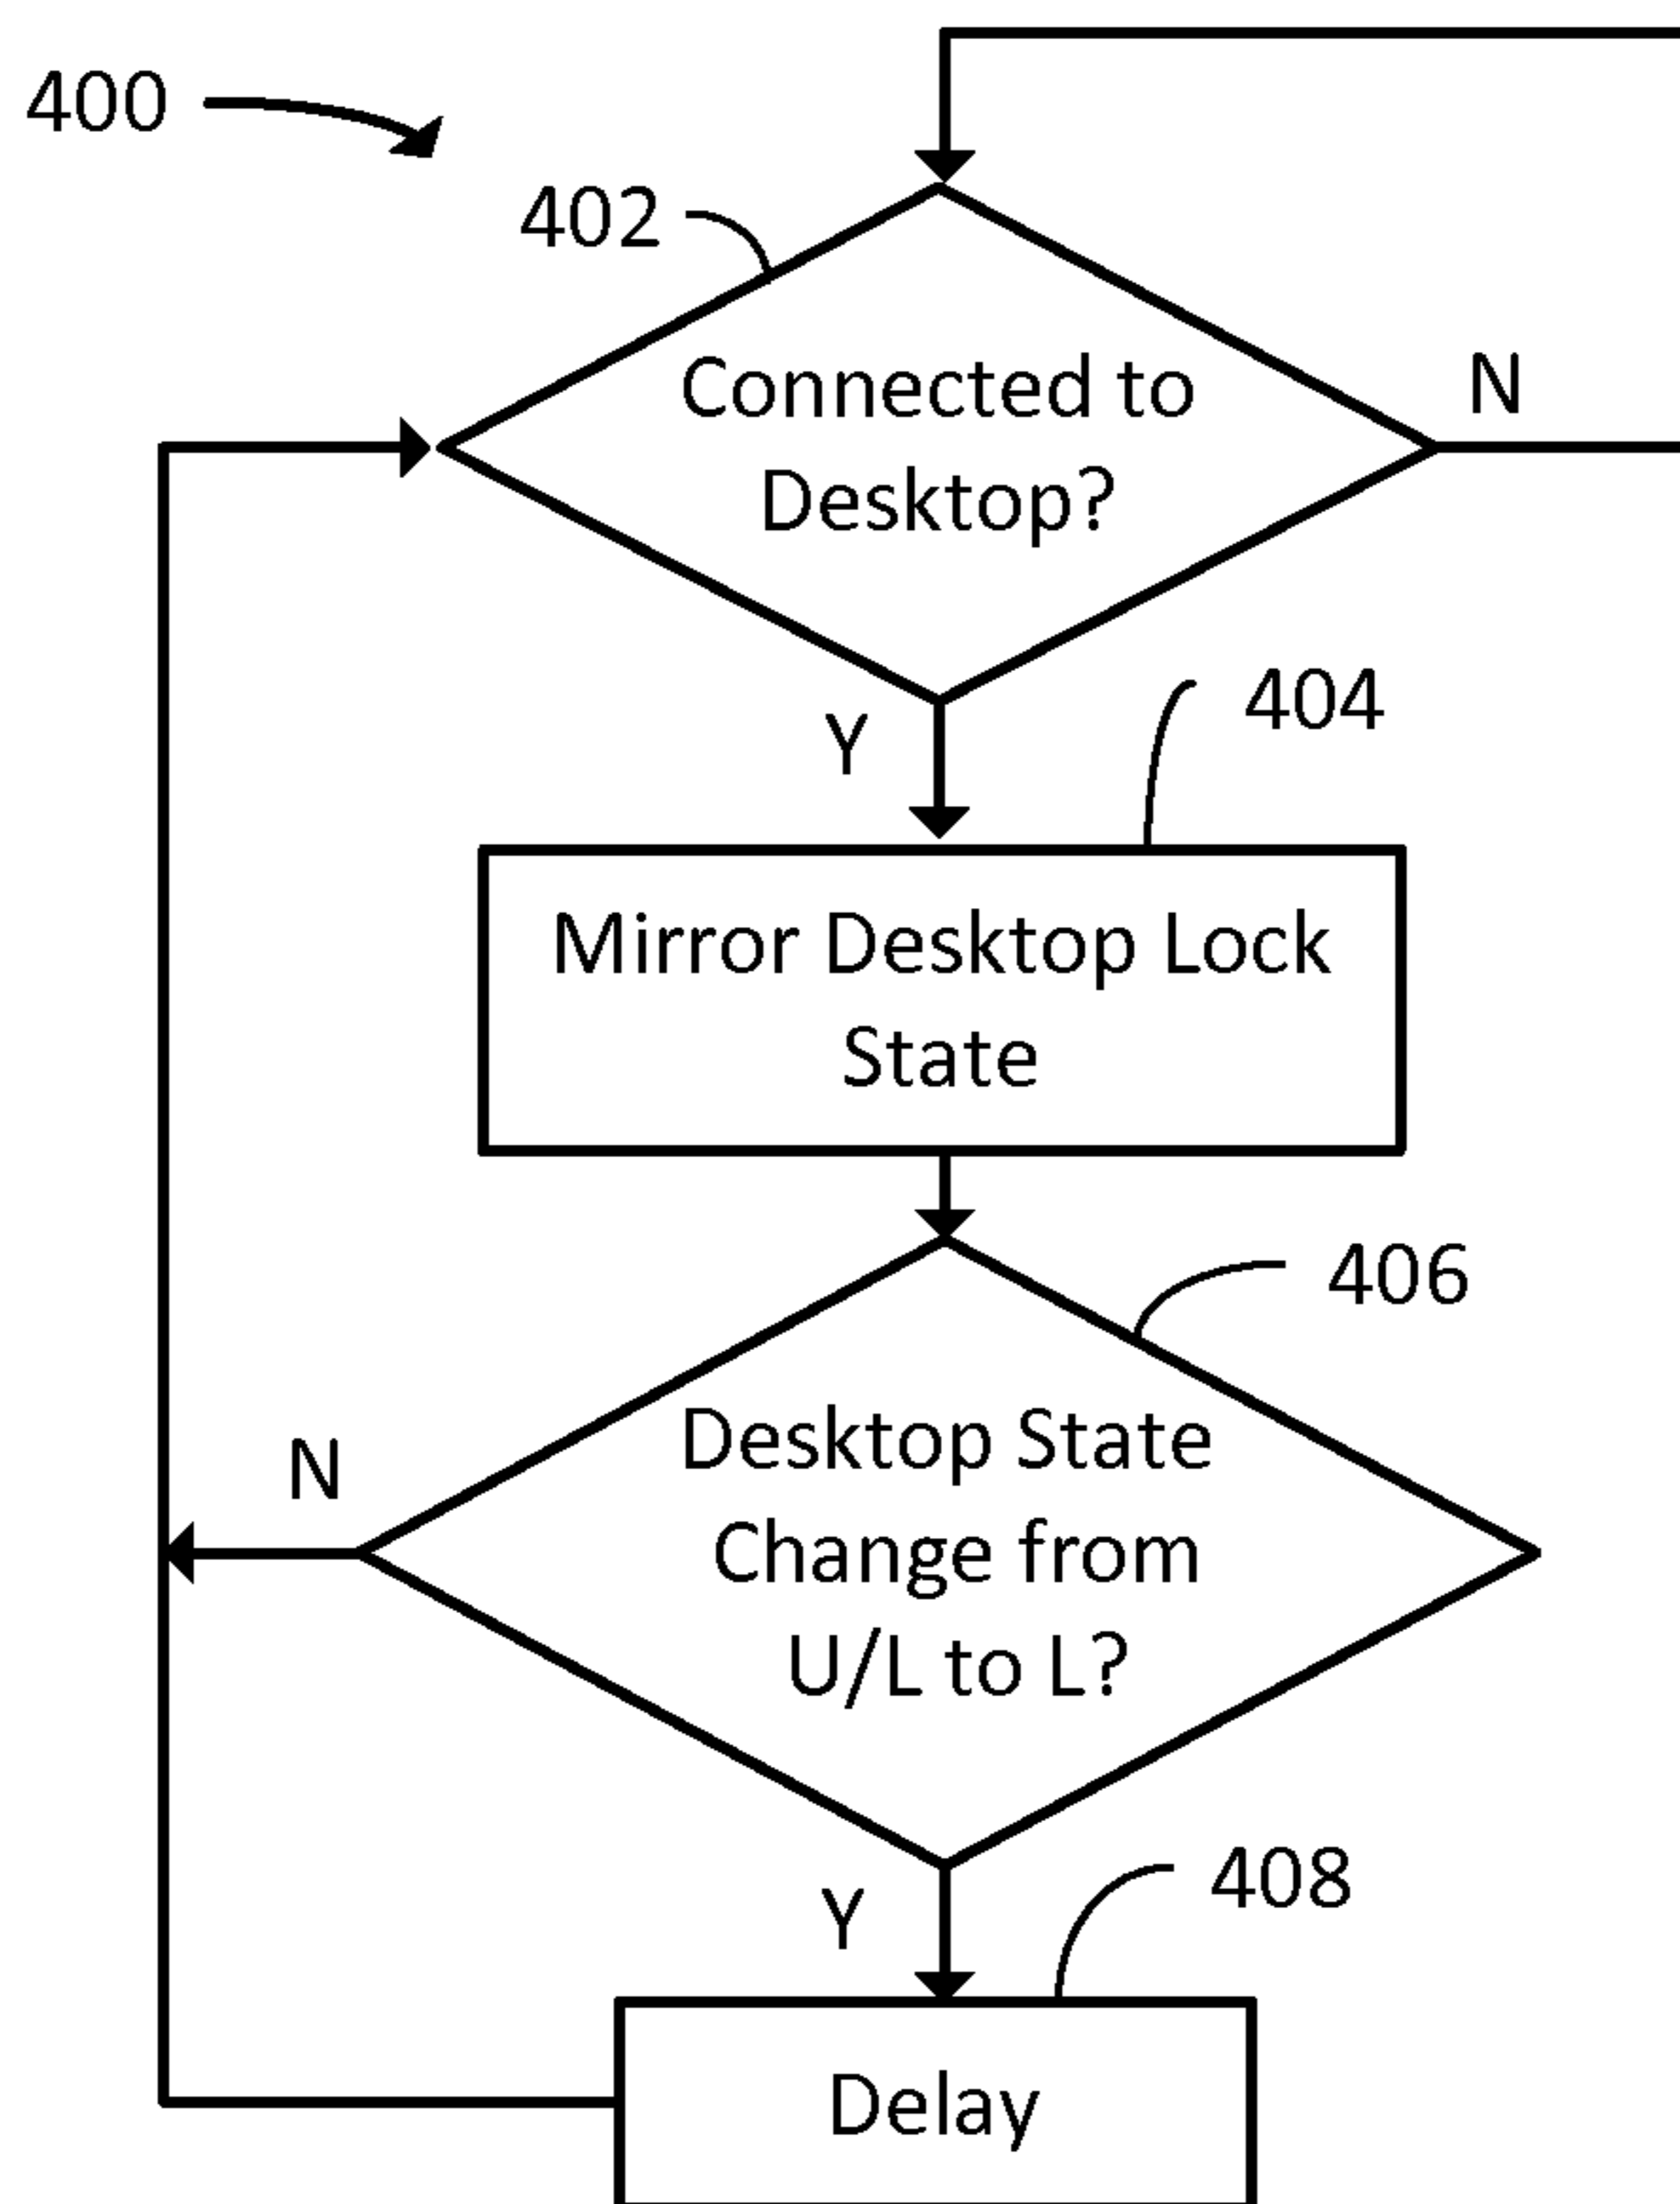 400
402
Connected to
Desktop?
N
Y
404
Mirror Desktop Lock
State
406
Desktop State
Change from
U/L to L?
N
Y
408
Delay